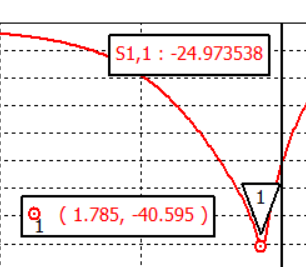 S1,1 : -24.973538
1
1 ( 1.785, -40.595 )